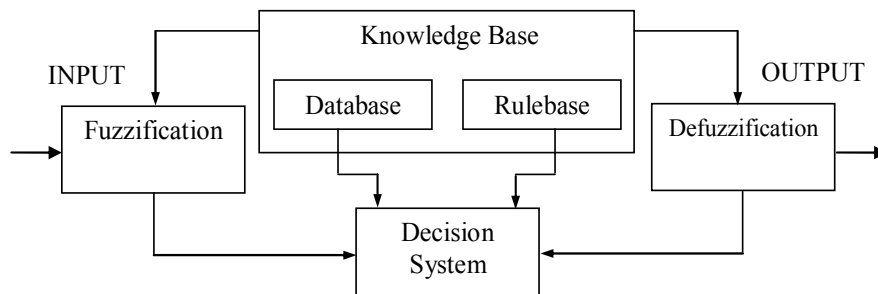 Knowledge Base
INPUT
OUTPUT
Database
Rulebase
Fuzzification
Defuzzification
Decision
System